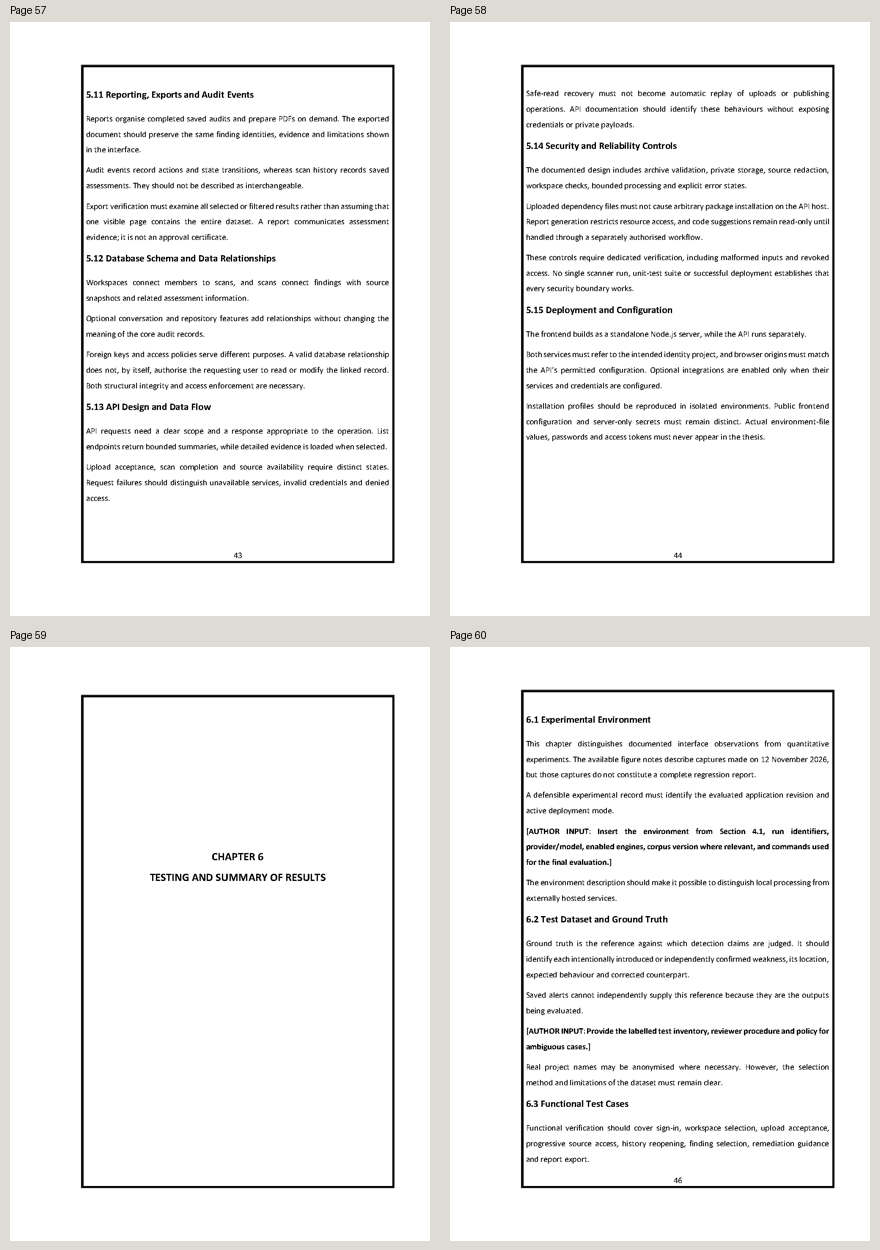 Page 57
5.11 Reporting, Exports and Audit Events
Reports organise completed saved audits and prepare PDFs on demand. The exported
document should preserve the same finding identities, evidence and limitations shown
in the interface.
Audit events record actions and state transitions, whereas scan history records saved
assessments. They should not be described as interchangeable.
Export verification must examine all selected or filtered results rather than assuming that
one visible page contains the entire dataset. A report communicates assessment
evidence; it is not an approval certificate.
5.12 Database Schema and Data Relationships
Workspaces connect members to scans, and scans connect findings with source
snapshots and related assessment information.
Optional conversation and repository features add relationships without changing the
meaning of the core audit records.
Foreign keys and access policies serve different purposes. A valid database relationship
does not, by itself, authorise the requesting user to read or modify the linked record.
Both structural integrity and access enforcement are necessary.
5.13 API Design and Data Flow
API requests need a clear scope and a response appropriate to the operation. List
endpoints return bounded summaries, while detailed evidence is loaded when selected.
Upload acceptance, scan completion and source availability require distinct states.
Request failures should distinguish unavailable services, invalid credentials and denied
access.
43
Page 58
Safe-read recovery must not become automatic replay of uploads or publishing
operations. API documentation should identify these behaviours without exposing
credentials or private payloads.
5.14 Security and Reliability Controls
The documented design includes archive validation, private storage, source redaction,
workspace checks, bounded processing and explicit error states.
Uploaded dependency files must not cause arbitrary package installation on the API host.
Report generation restricts resource access, and code suggestions remain read-only until
handled through a separately authorised workflow.
These controls require dedicated verification, including malformed inputs and revoked
access. No single scanner run, unit-test suite or successful deployment establishes that
every security boundary works.
5.15 Deployment and Configuration
The frontend builds as a standalone Node.js server, while the API runs separately.
Both services must refer to the intended identity project, and browser origins must match
the API's permitted configuration. Optional integrations are enabled only when their
services and credentials are configured.
Installation profiles should be reproduced in isolated environments. Public frontend
configuration and server-only secrets must remain distinct. Actual environment-file
values, passwords and access tokens must never appear in the thesis.
44
Page 59
CHAPTER 6
TESTING AND SUMMARY OF RESULTS
Page 60
6.1 Experimental Environment
This chapter distinguishes documented interface observations from quantitative
experiments. The available figure notes describe captures made on 12 November 2026,
but those captures do not constitute a complete regression report.
A defensible experimental record must identify the evaluated application revision and
active deployment mode.
[AUTHOR INPUT: Insert the environment from Section 4.1, run identifiers,
provider/model, enabled engines, corpus version where relevant, and commands used
for the final evaluation.]
The environment description should make it possible to distinguish local processing from
externally hosted services.
6.2 Test Dataset and Ground Truth
Ground truth is the reference against which detection claims are judged. It should
identify each intentionally introduced or independently confirmed weakness, its location,
expected behaviour and corrected counterpart.
Saved alerts cannot independently supply this reference because they are the outputs
being evaluated.
[AUTHOR INPUT: Provide the labelled test inventory, reviewer procedure and policy for
ambiguous cases.]
Real project names may be anonymised where necessary. However, the selection
method and limitations of the dataset must remain clear.
6.3 Functional Test Cases
Functional verification should cover sign-in, workspace selection, upload acceptance,
progressive source access, history reopening, finding selection, remediation guidance
and report export.
46